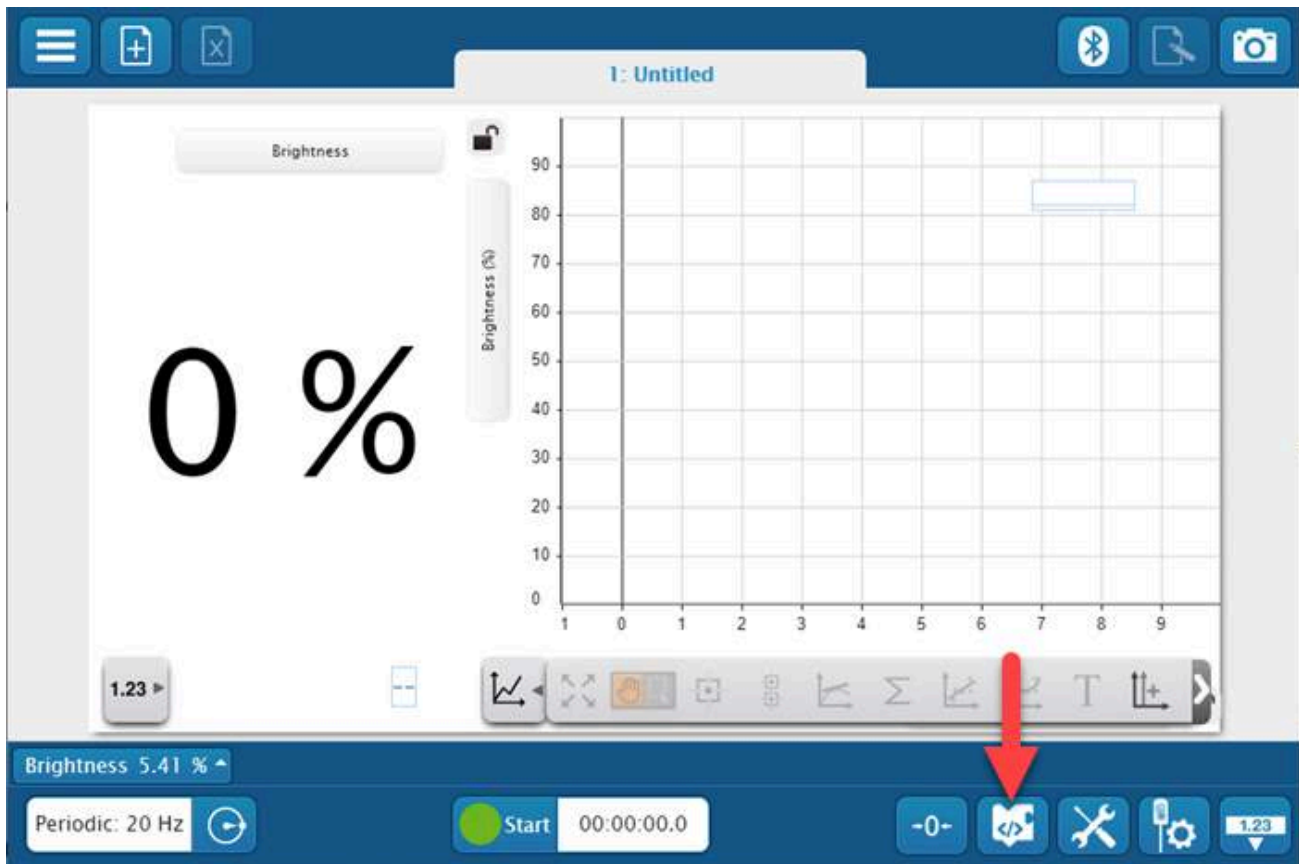 1: Untitled
Brightness
0 %
Brightness (%)
90
80
70
60
50
40
30
20
10
0
1 0 1 2 3 4 5 6 7 8 9
1.23
--
Σ T
Brightness 5.41 %
Periodic: 20 Hz
Start 00:00:00.0
-0- </> 1.23